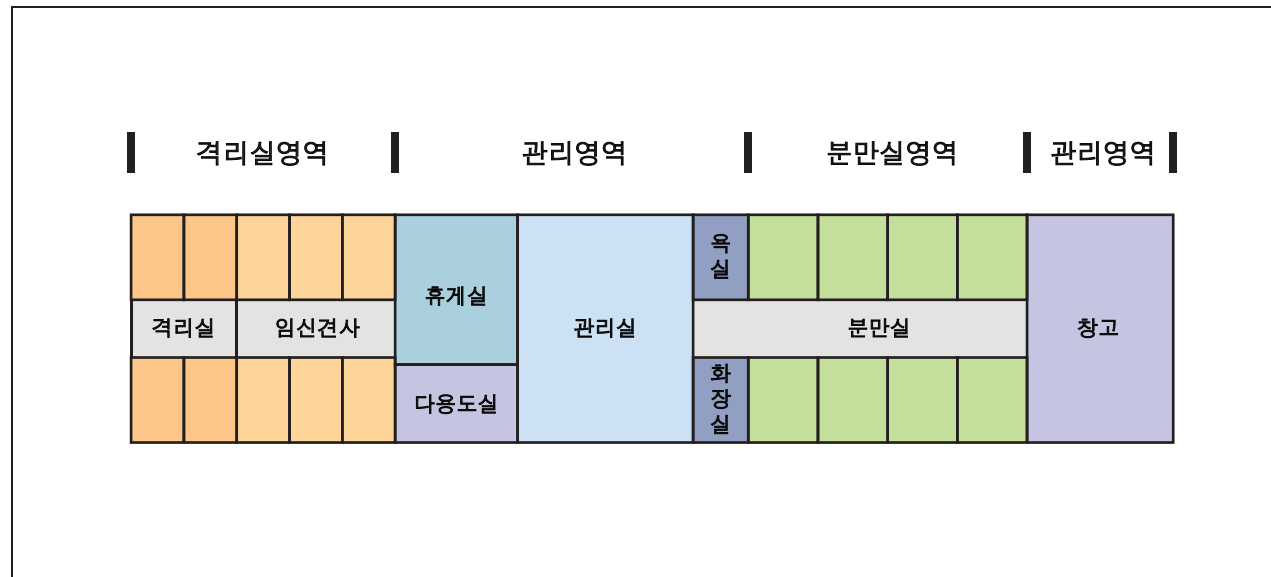 격리실영역
관리영역
분만실영역
관리영역
격리실
임신견사
휴게실
다용도실
관리실
욕
실
화
장
실
분만실
창고